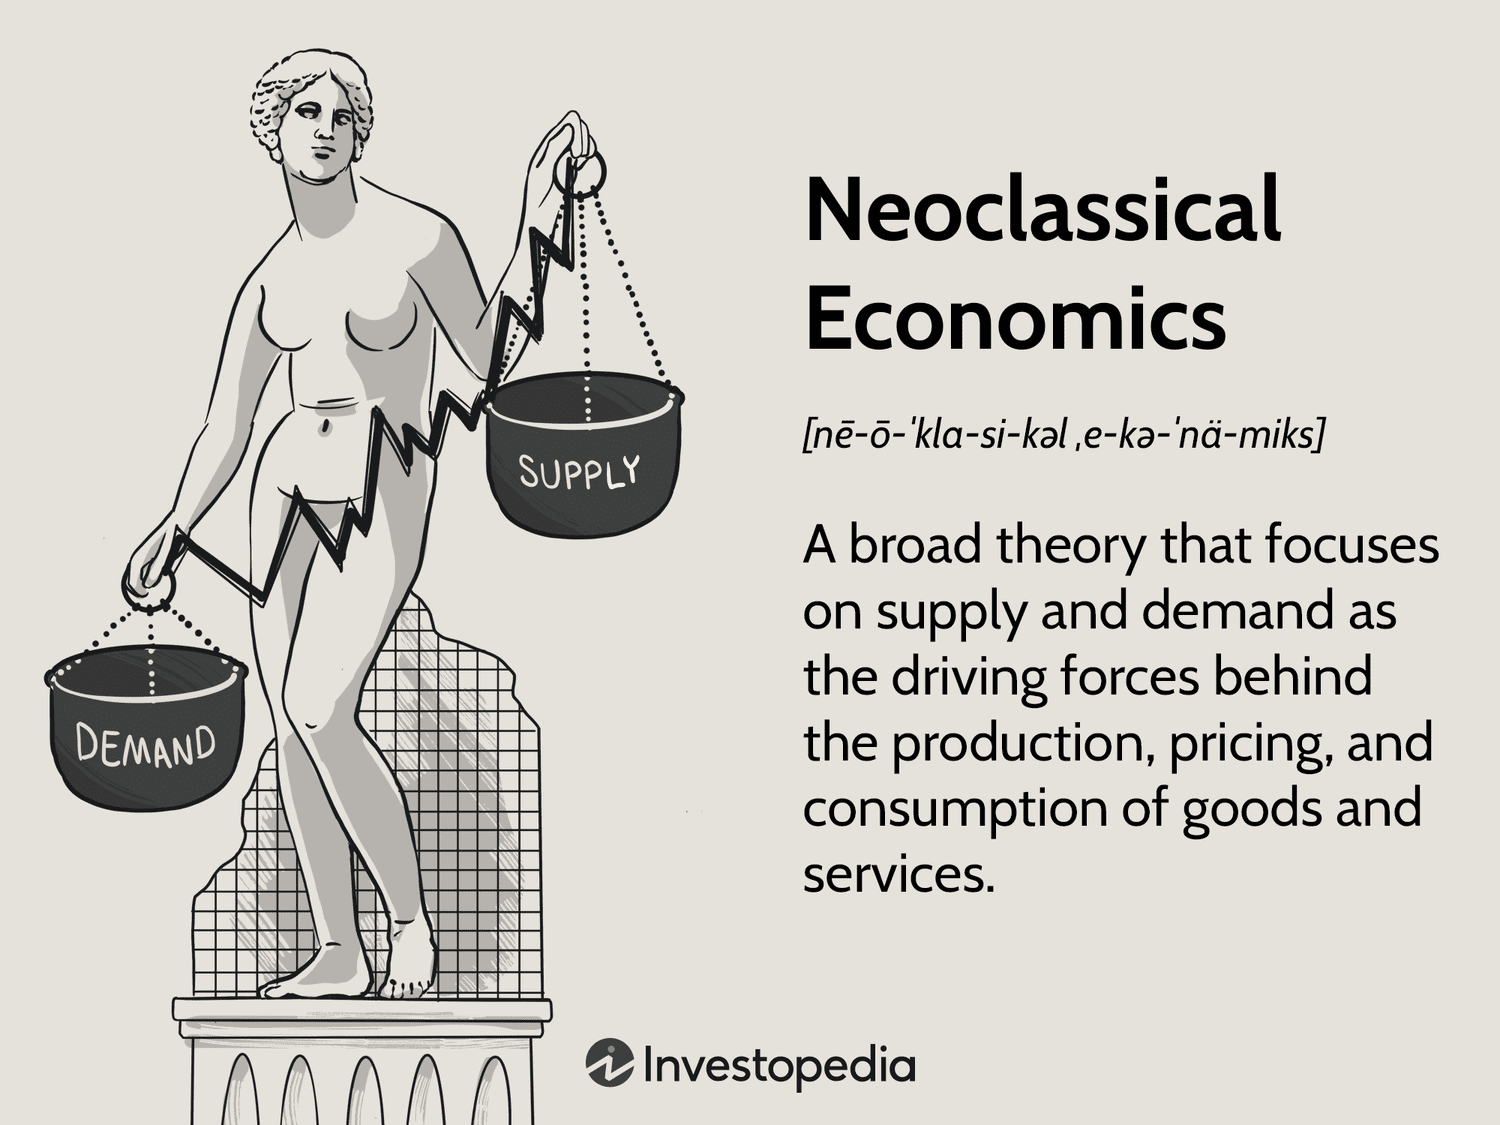 Neoclassical
Economics
[nē-ō-ˈkla-si-kəl ˌe-kə-ˈnä-miks]
A broad theory that focuses
on supply and demand as
the driving forces behind
the production, pricing, and
consumption of goods and
services.
SUPPLY
DEMAND
Investopedia